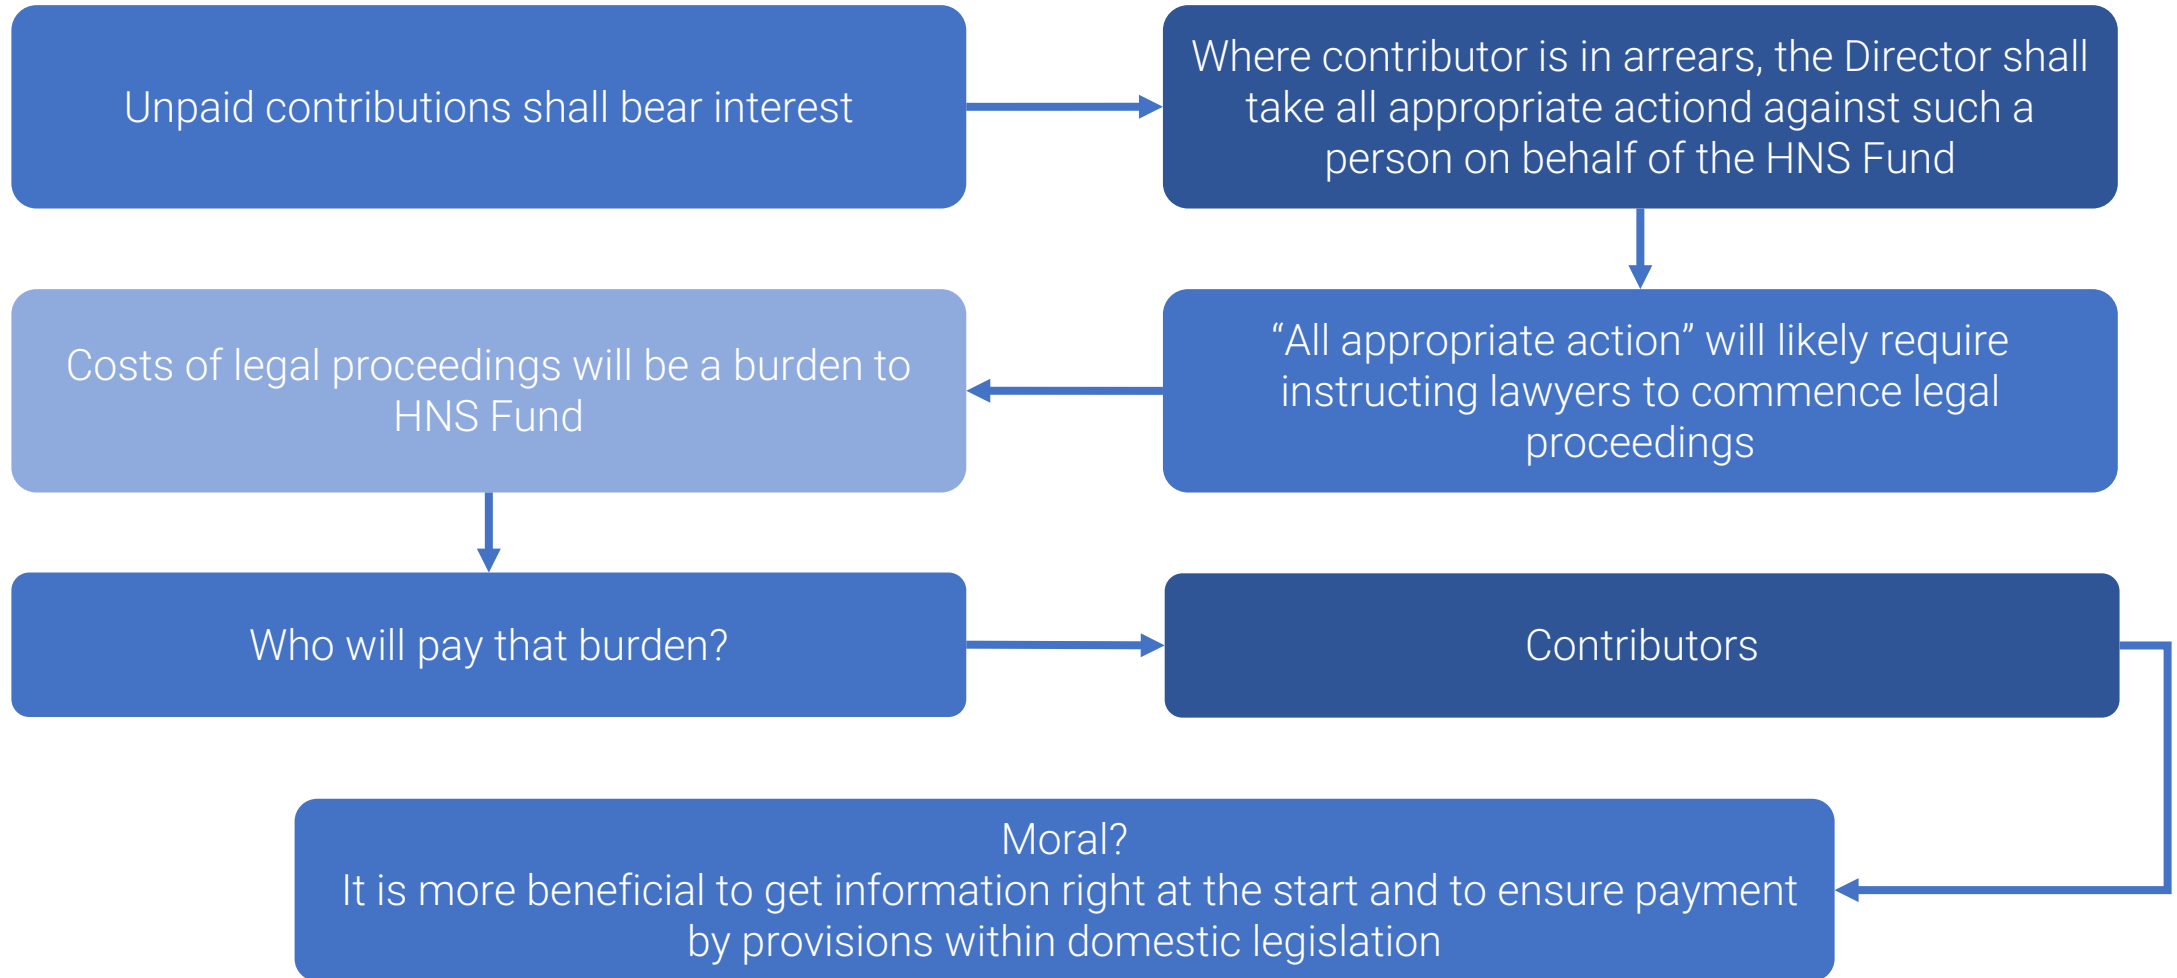 Unpaid contributions shall bear interest
Where contributor is in arrears, the Director shall
take all appropriate actiond against such a
person on behalf of the HNS Fund
“All appropriate action” will likely require
instructing lawyers to commence legal
proceedings
Costs of legal proceedings will be a burden to
HNS Fund
Who will pay that burden?
Contributors
Moral?
It is more beneficial to get information right at the start and to ensure payment
by provisions within domestic legislation